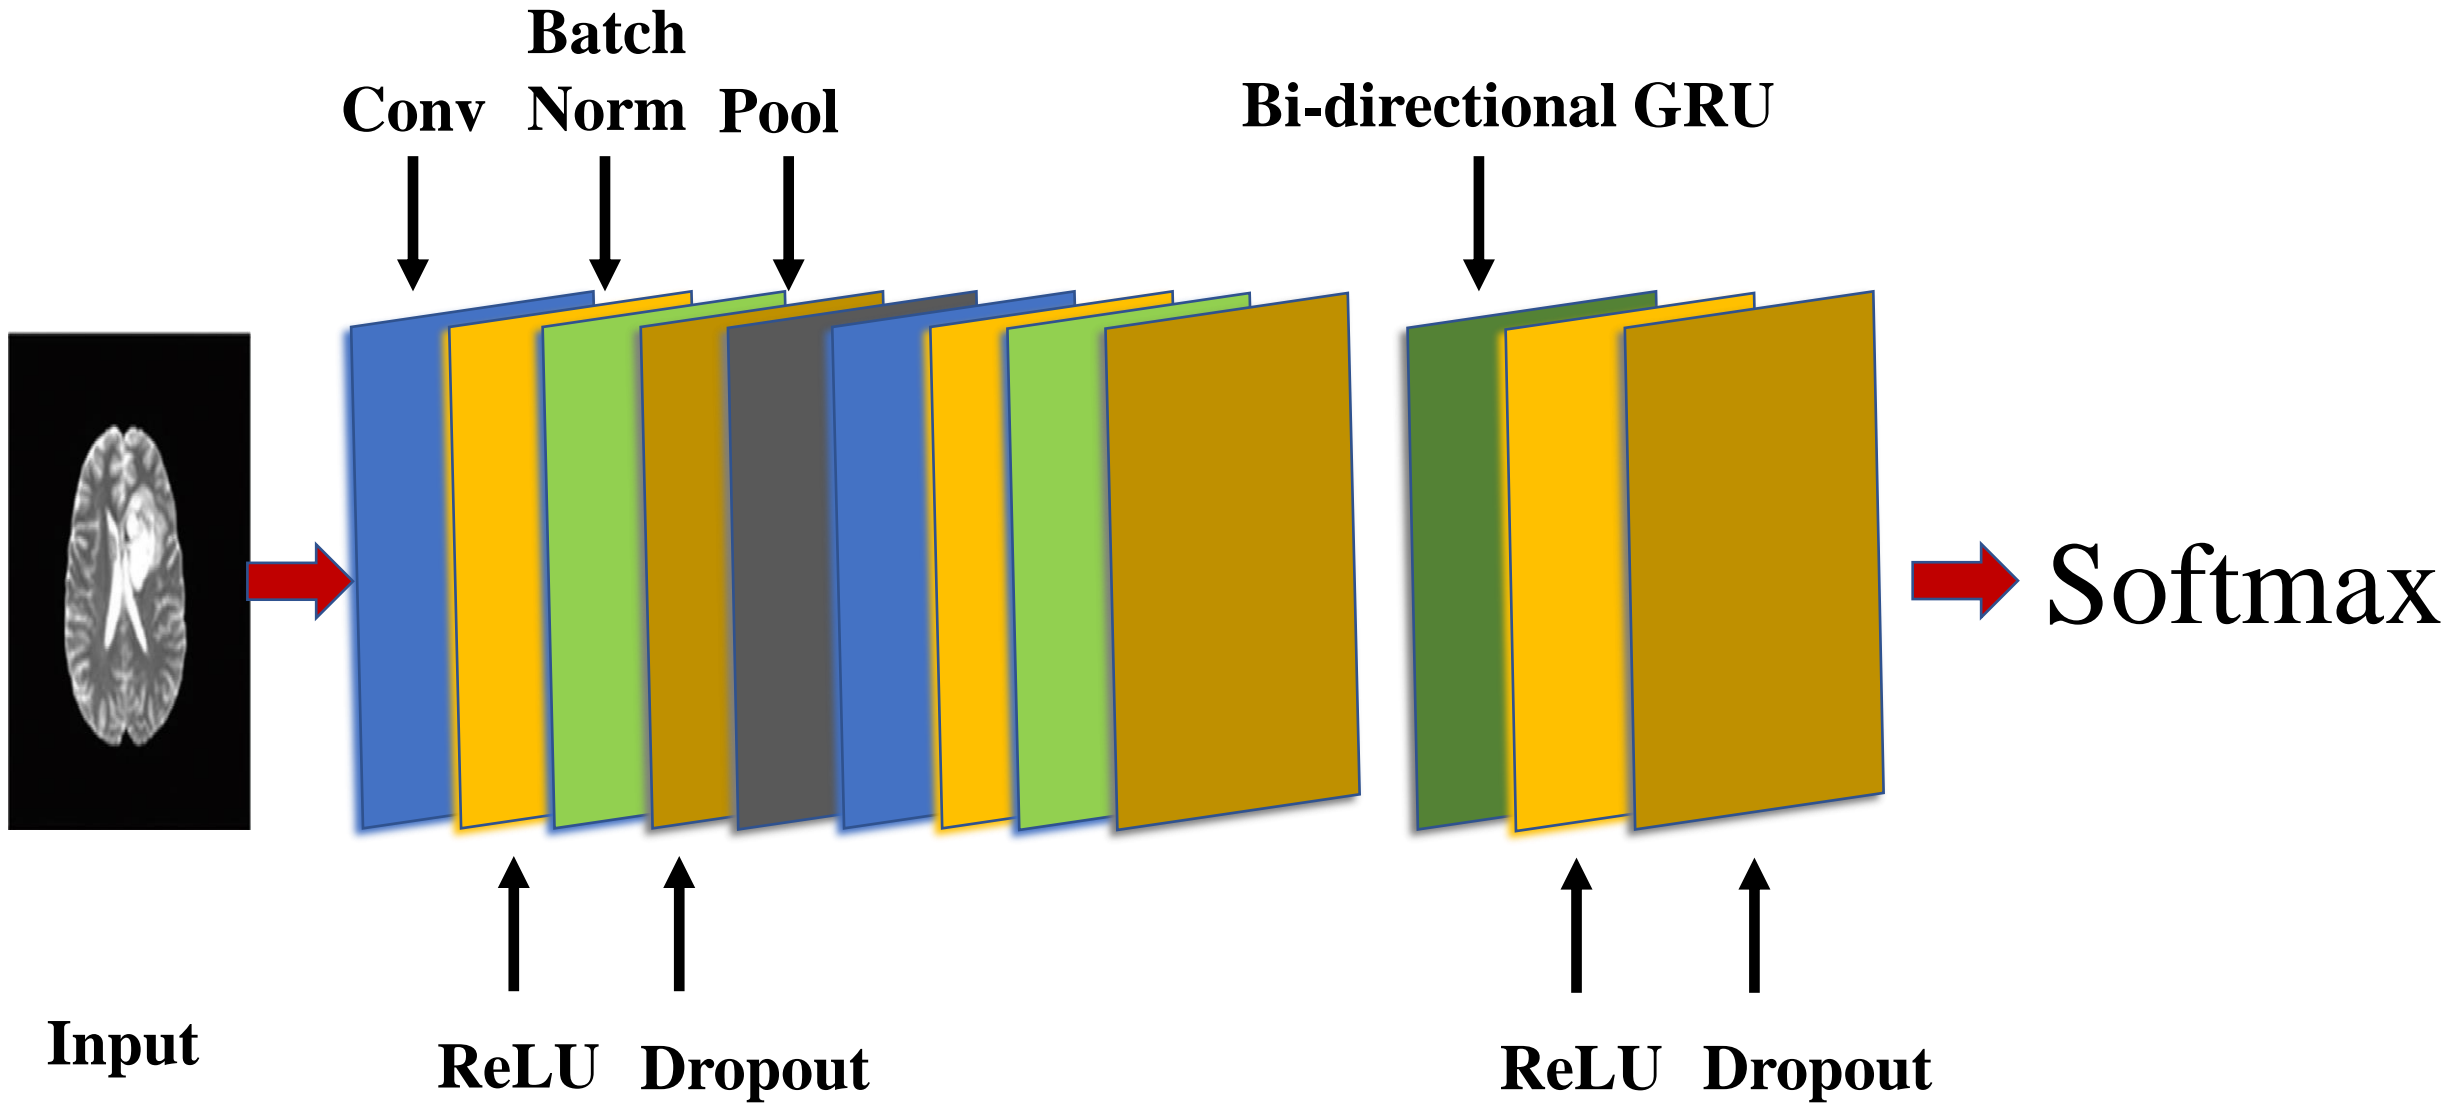 Batch
Conv Norm Pool
Bi-directional GRU
Softmax
Input
ReLU Dropout
ReLU Dropout